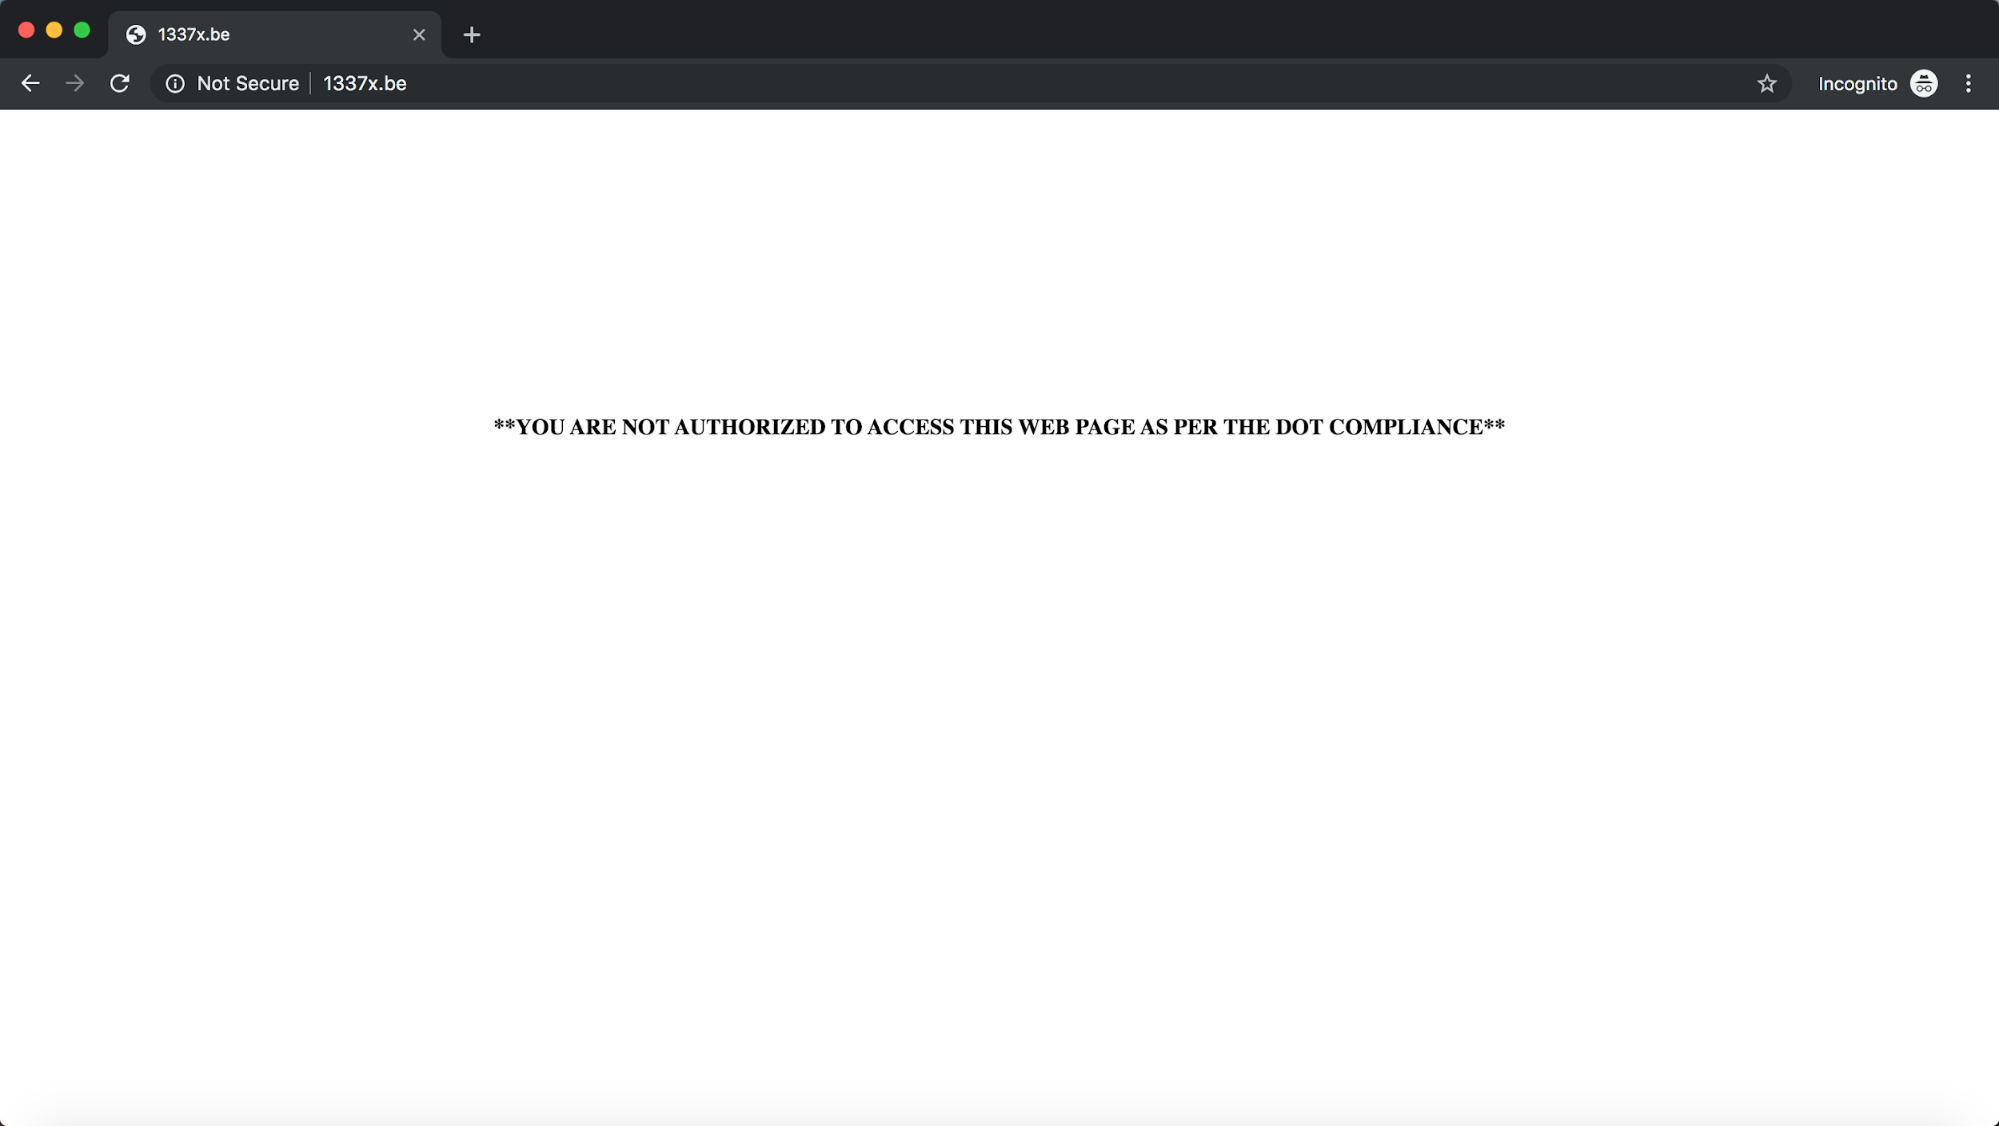 1337x.be
Not Secure 1337x.be Incognito
**YOU ARE NOT AUTHORIZED TO ACCESS THIS WEB PAGE AS PER THE DOT COMPLIANCE**